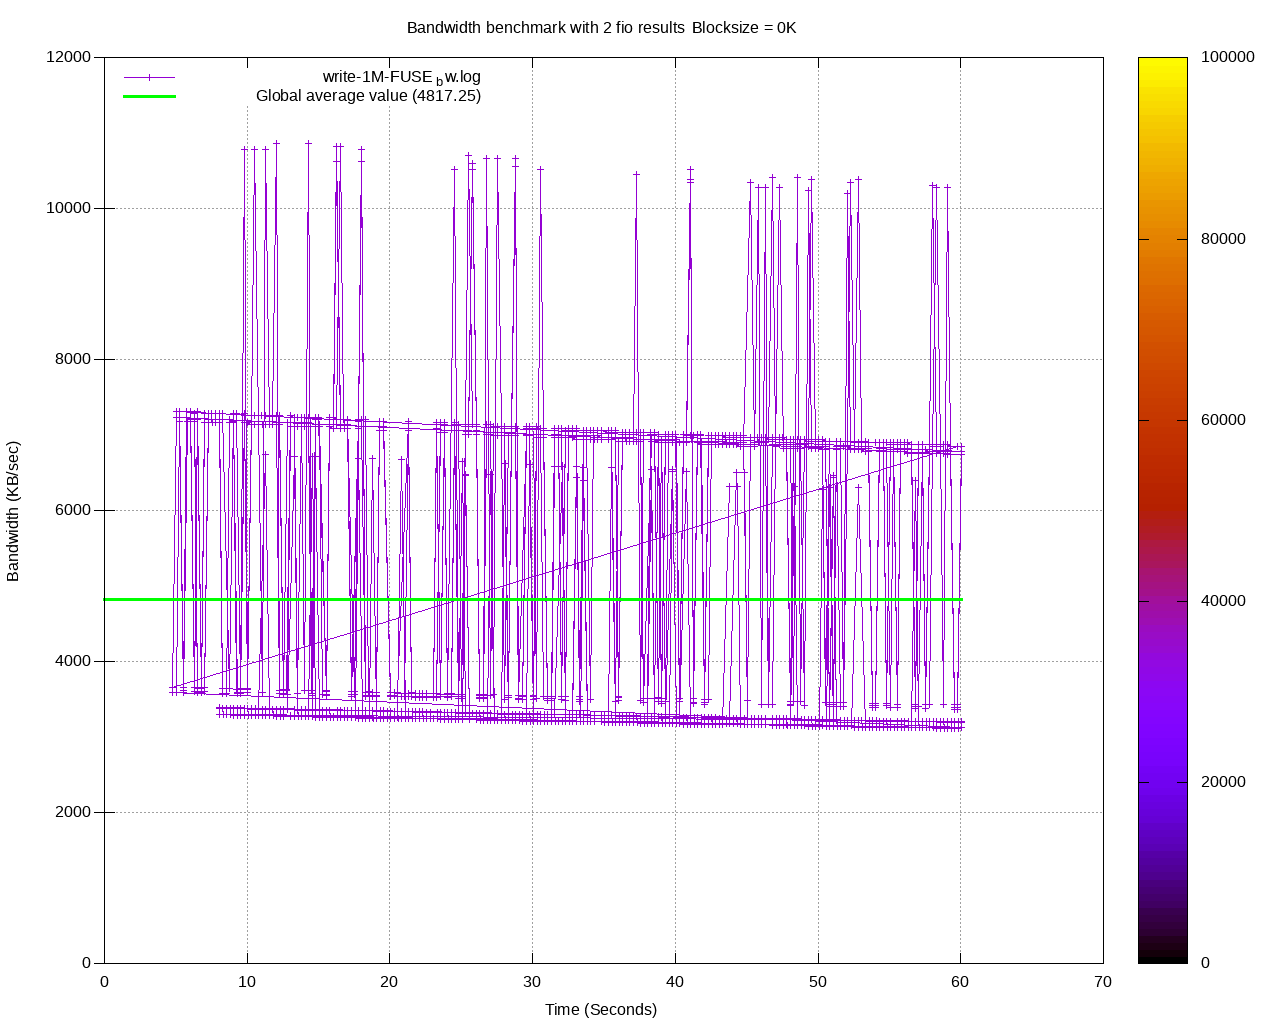 Bandwidth benchmark with 2 fio results Blocksize = 0K
write-1M-FUSE_bw.log
Global average value (4817.25)
12000
10000
8000
6000
4000
2000
0
Bandwidth (KB/sec)
0 10 20 30 40 50 60 70
Time (Seconds)
100000
80000
60000
40000
20000
0